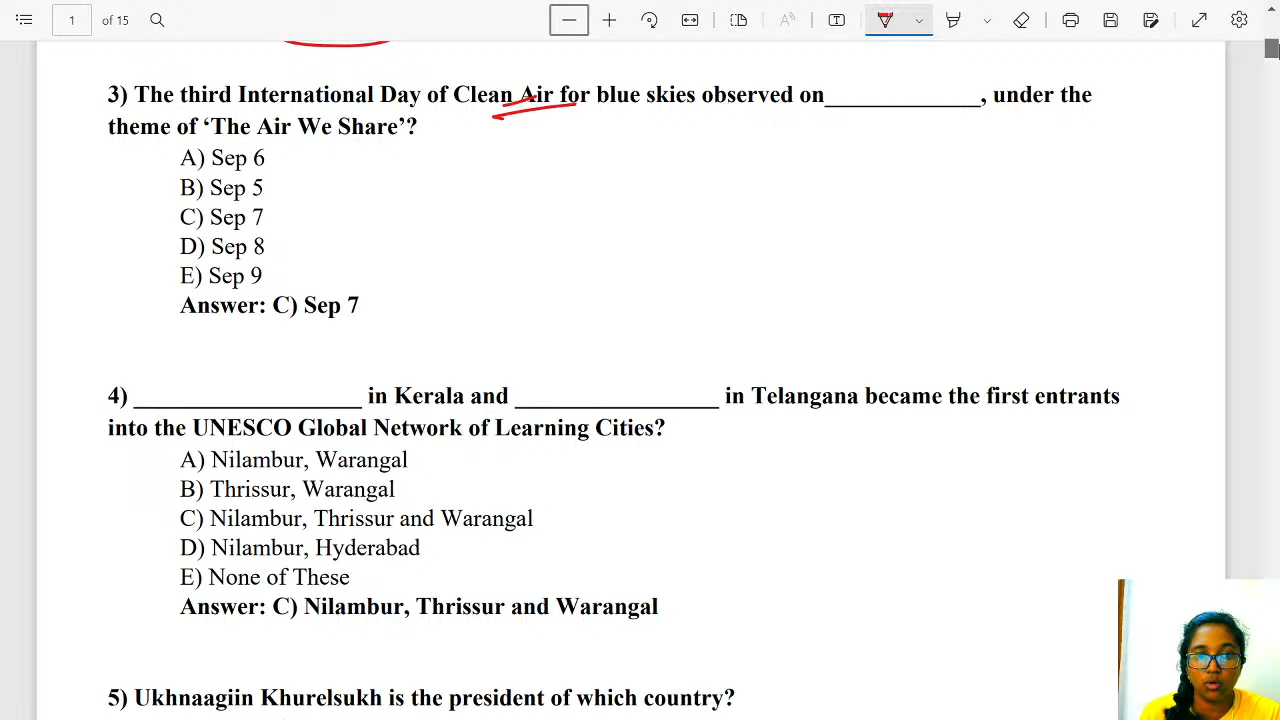 1 of 15
3) The third International Day of Clean Air for blue skies observed on_____________, under the
theme of ‘The Air We Share’?
A) Sep 6
B) Sep 5
C) Sep 7
D) Sep 8
E) Sep 9
Answer: C) Sep 7
4) ___________________ in Kerala and _________________ in Telangana became the first entrants
into the UNESCO Global Network of Learning Cities?
A) Nilambur, Warangal
B) Thrissur, Warangal
C) Nilambur, Thrissur and Warangal
D) Nilambur, Hyderabad
E) None of These
Answer: C) Nilambur, Thrissur and Warangal
5) Ukhnaagiin Khurelsukh is the president of which country?